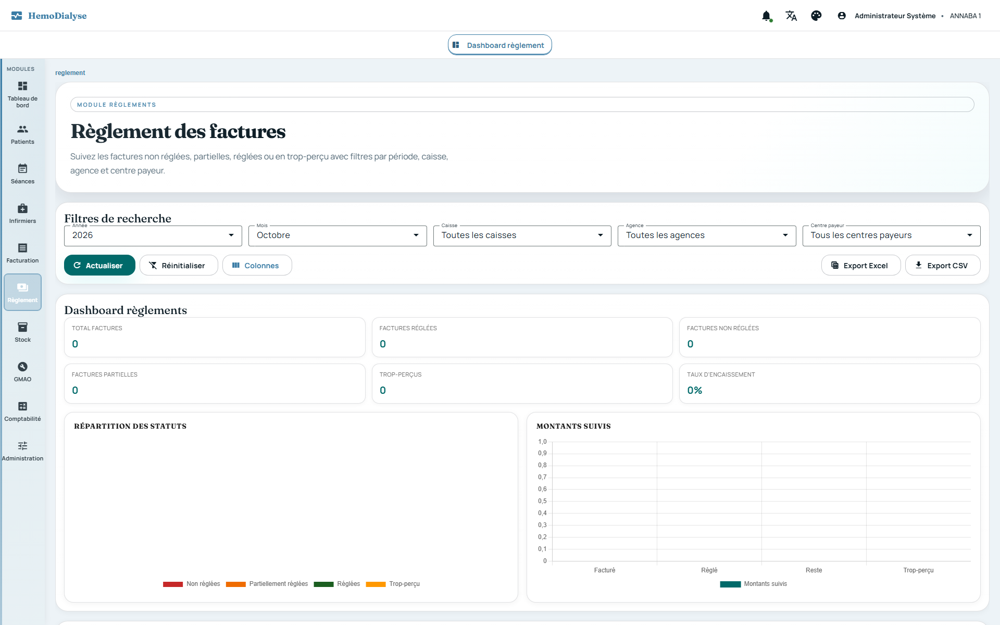 HemoDialyse
Administrateur Système • ANNABA 1
Dashboard règlement
MODULES
Tableau de
bord
Patients
Séances
Infirmiers
Facturation
Règlement
Stock
GMAO
Comptabilité
Administration
reglement
MODULE RÈGLEMENTS
Règlement des factures
Suivez les factures non réglées, partielles, réglées ou en trop-perçu avec filtres par période, caisse,
agence et centre payeur.
Filtres de recherche
Année
2026
Mois
Octobre
Caisse
Toutes les caisses
Agence
Toutes les agences
Centre payeur
Tous les centres payeurs
Actualiser
Réinitialiser
Colonnes
Export Excel
Export CSV
Dashboard règlements
TOTAL FACTURES
0
FACTURES RÉGLÉES
0
FACTURES NON RÉGLÉES
0
FACTURES PARTIELLES
0
TROP-PERÇUS
0
TAUX D'ENCAISSEMENT
0%
RÉPARTITION DES STATUTS
Non réglées
Partiellement réglées
Réglées
Trop-perçu
MONTANTS SUIVIS
1,0
0,9
0,8
0,7
0,6
0,5
0,4
0,3
0,2
0,1
0
Facturé
Réglé
Reste
Trop-perçu
Montants suivis